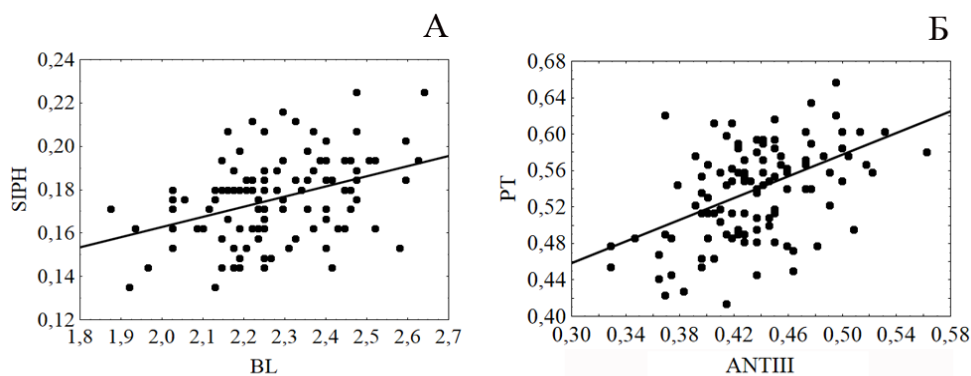 А
Б
0,24
0,22
0,20
0,18
0,16
0,14
0,12
SIPH
1,8 1,9 2,0 2,1 2,2 2,3 2,4 2,5 2,6 2,7
BL
0,68
0,64
0,60
0,56
0,52
0,48
0,44
0,40
PT
0,30 0,34 0,38 0,42 0,46 0,50 0,54 0,58
ANTIII